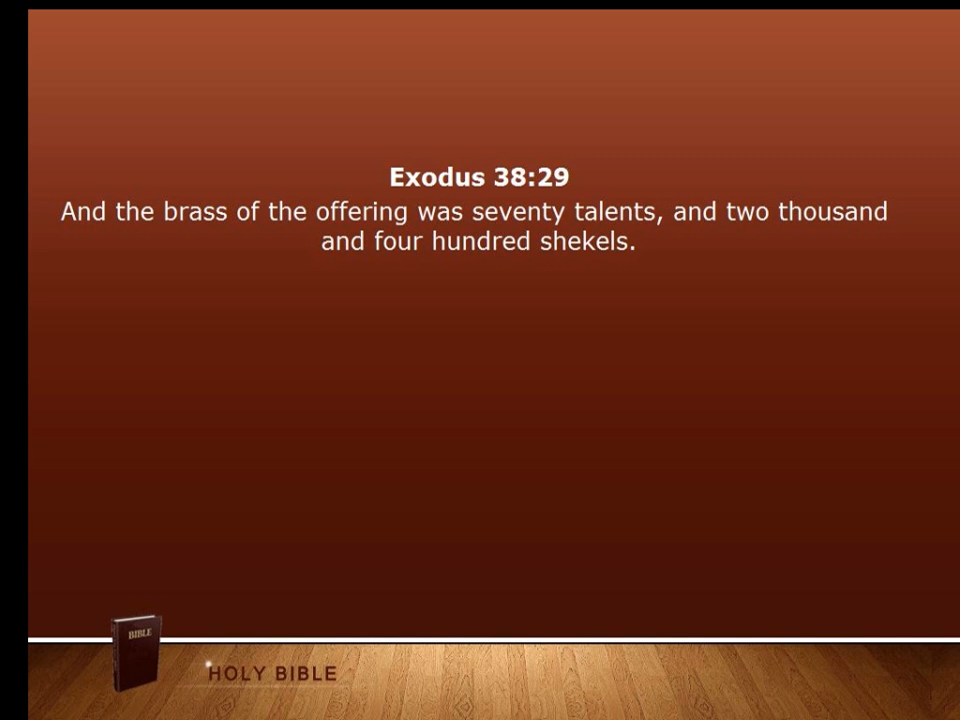 Exodus 38:29
And the brass of the offering was seventy talents, and two thousand
and four hundred shekels.
BIBLE
HOLY BIBLE